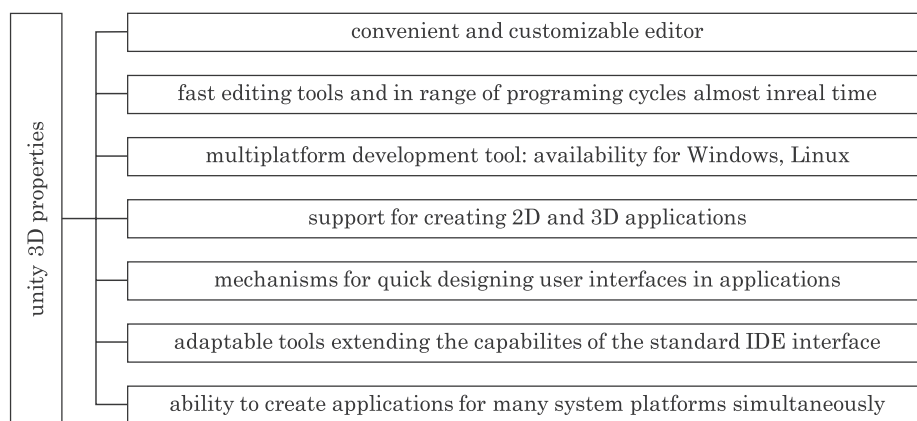 unity 3D properties
convenient and customizable editor
fast editing tools and in range of programing cycles almost inreal time
multiplatform development tool: availability for Windows, Linux
support for creating 2D and 3D applications
mechanisms for quick designing user interfaces in applications
adaptable tools extending the capabilites of the standard IDE interface
ability to create applications for many system platforms simultaneously